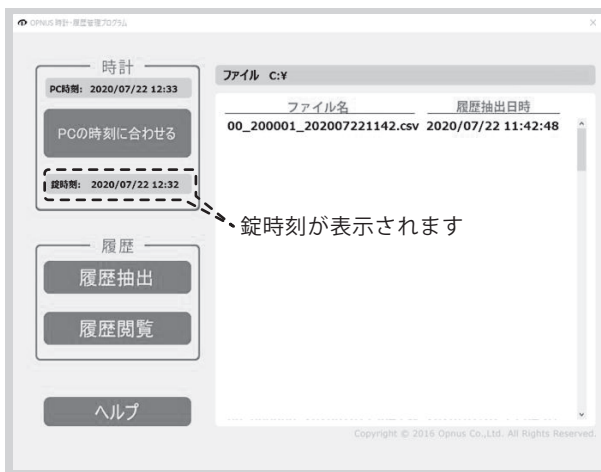 OPNUS 時計・履歴管理プログラム
時計
PC時刻: 2020/07/22 12:33
PCの時刻に合わせる
錠時刻: 2020/07/22 12:32
履歴
履歴抽出
履歴閲覧
ヘルプ
ファイル C:¥
ファイル名 履歴抽出日時
00_200001_202007221142.csv 2020/07/22 11:42:48
錠時刻が表示されます
Copyright © 2016 Opnus Co.,Ltd. All Rights Reserved.